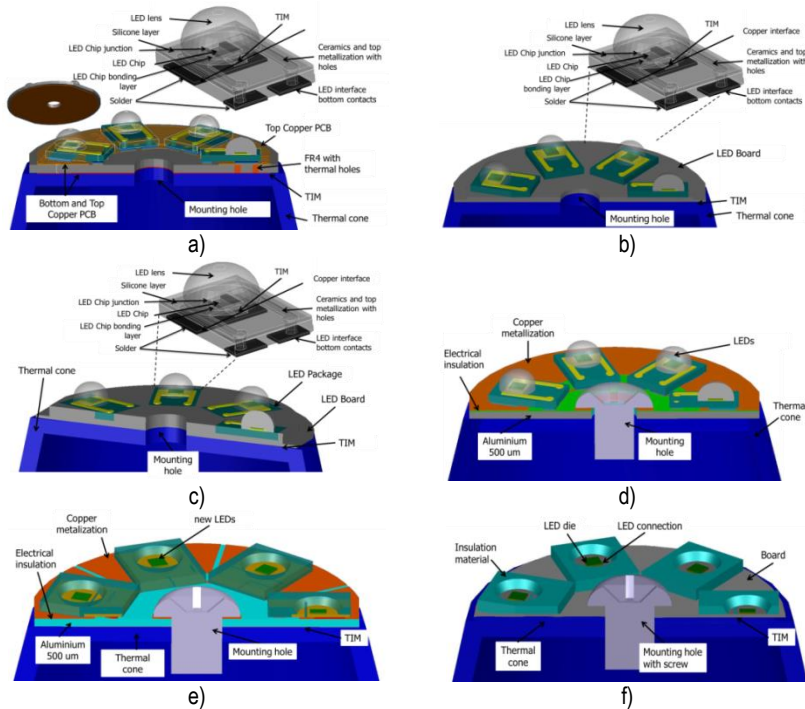 LED lens
Silicone layer
LED Chip junction
LED Chip
LED Chip bonding
layer
Solder
TIM
Ceramics and top
metallization with
holes
LED interface
bottom contacts
Top Copper PCB
FR4 with
thermal holes
TIM
Thermal cone
Bottom and Top
Copper PCB
Mounting hole
a)
LED lens
Silicone layer
LED Chip junction
LED Chip
LED Chip
bonding layer
Solder
TIM
Copper interface
Ceramics and top
metallization with
holes
LED interface
bottom contacts
LED Board
TIM
Thermal cone
Mounting hole
b)
LED lens
Silicone layer
LED Chip junction
LED Chip
LED Chip bonding
layer
Solder
TIM
Copper interface
Ceramics and top
metallization with
holes
LED interface
bottom contacts
Thermal cone
LED Package
LED Board
TIM
Mounting
hole
c)
Copper
metallization
LEDs
Electrical
insulation
Thermal
cone
Aluminium
500 um
Mounting
hole
d)
Copper
metalization
new LEDs
Electrical
insulation
Aluminium
500 um
Thermal
cone
Mounting hole
TIM
e)
LED die
LED connection
Insulation
material
Board
Thermal
cone
Mounting hole
with screw
TIM
f)